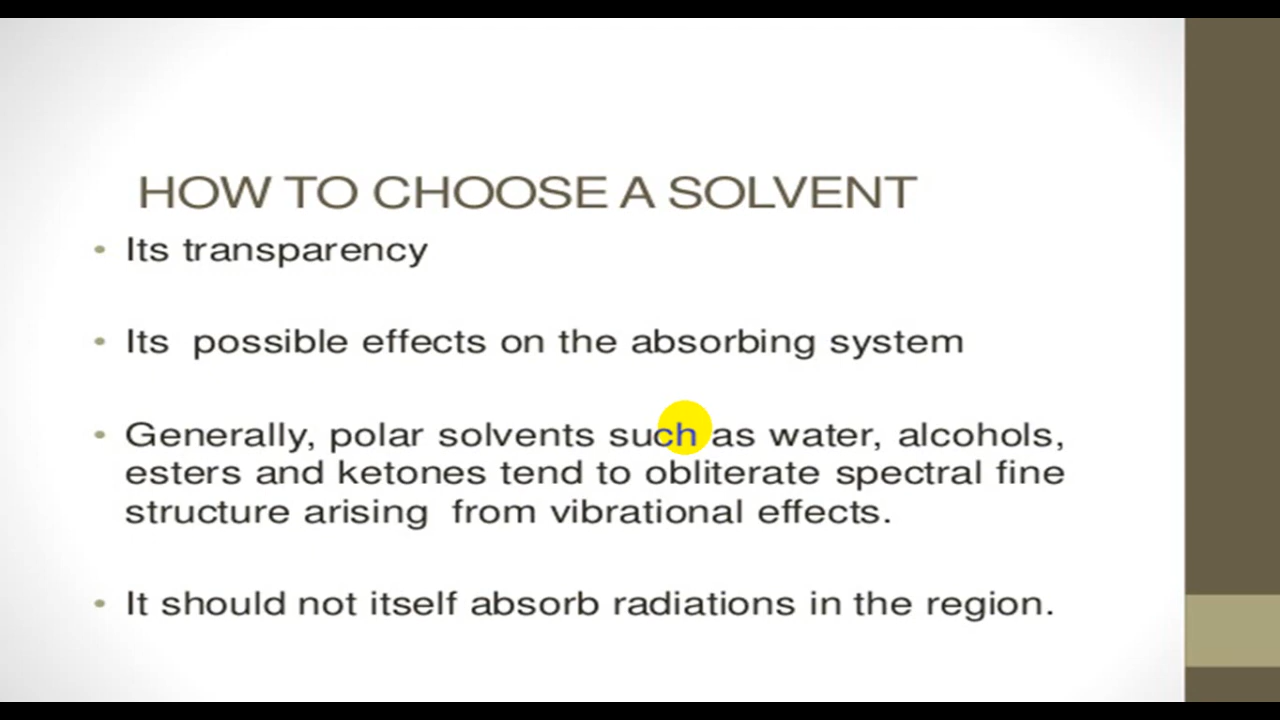 HOW TO CHOOSE A SOLVENT
• Its transparency
• Its possible effects on the absorbing system
• Generally, polar solvents such as water, alcohols,
esters and ketones tend to obliterate spectral fine
structure arising from vibrational effects.
• It should not itself absorb radiations in the region.